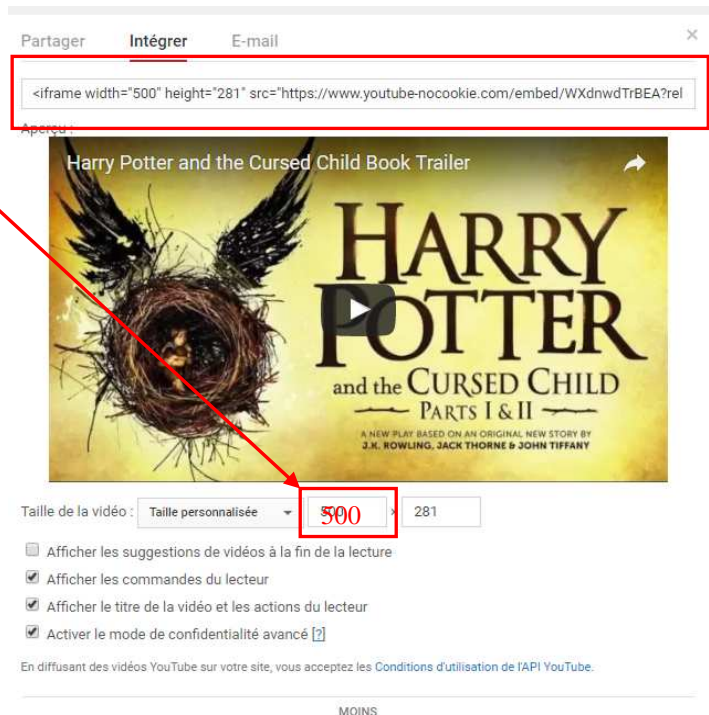 Partager Intégrer E-mail ×
<iframe width="500" height="281" src="https://www.youtube-nocookie.com/embed/WXdnwdTrBEA?rel
Aperçu :
Harry Potter and the Cursed Child Book Trailer
HARRY
POTTER
and the CURSED CHILD
PARTS I & II
A NEW PLAY BASED ON AN ORIGINAL NEW STORY BY
J.K. ROWLING, JACK THORNE & JOHN TIFFANY
Taille de la vidéo : Taille personnalisée 500 × 281
Afficher les suggestions de vidéos à la fin de la lecture
Afficher les commandes du lecteur
Afficher le titre de la vidéo et les actions du lecteur
Activer le mode de confidentialité avancé [?]
En diffusant des vidéos YouTube sur votre site, vous acceptez les Conditions d'utilisation de l'API YouTube.
MOINS